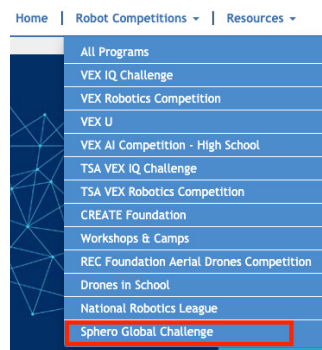 Home | Robot Competitions | Resources
All Programs
VEX IQ Challenge
VEX Robotics Competition
VEX U
VEX AI Competition - High School
TSA VEX IQ Challenge
TSA VEX Robotics Competition
CREATE Foundation
Workshops & Camps
REC Foundation Aerial Drones Competition
Drones in School
National Robotics League
Sphero Global Challenge